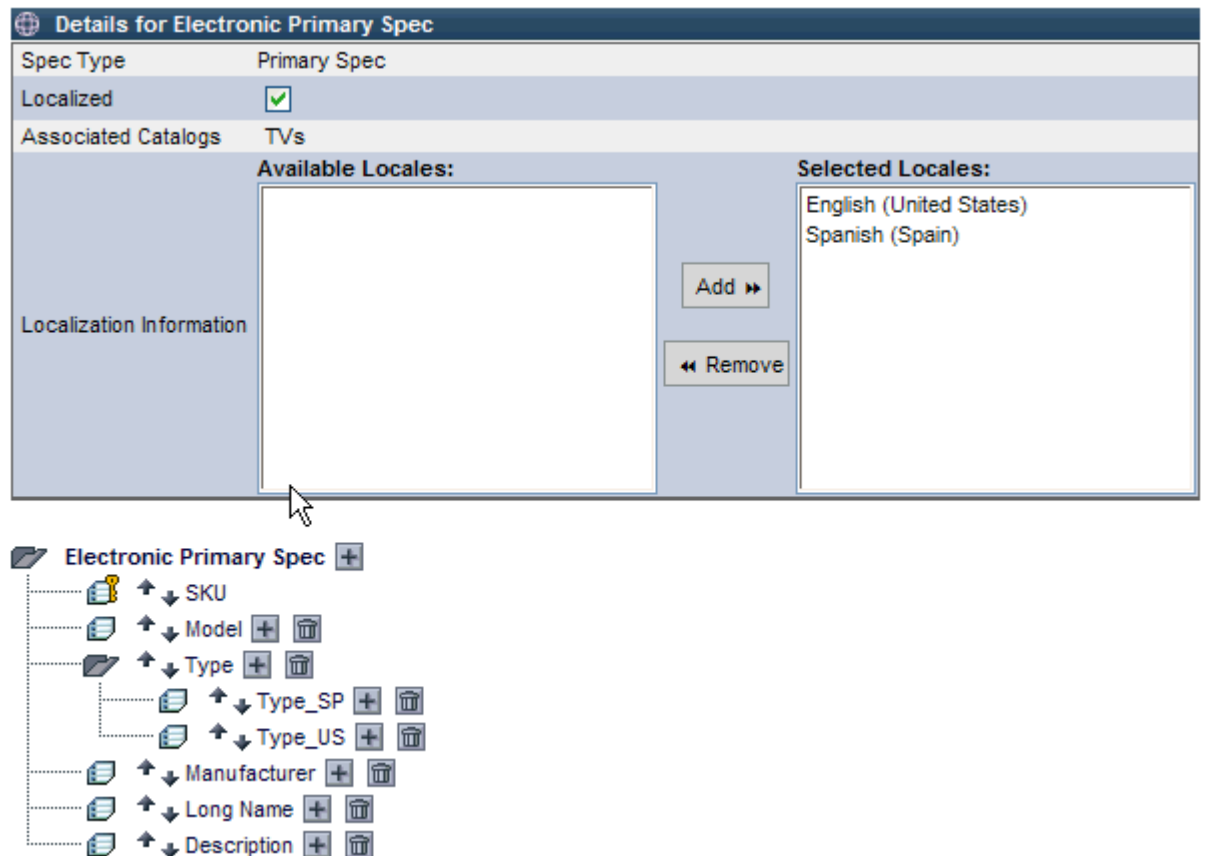 Details for Electronic Primary Spec
Spec Type Primary Spec
Localized
Associated Catalogs TVs
Available Locales: Selected Locales:
English (United States)
Spanish (Spain)
Add
Localization Information
Remove
Electronic Primary Spec
SKU
Model
Type
Type_SP
Type_US
Manufacturer
Long Name
Description